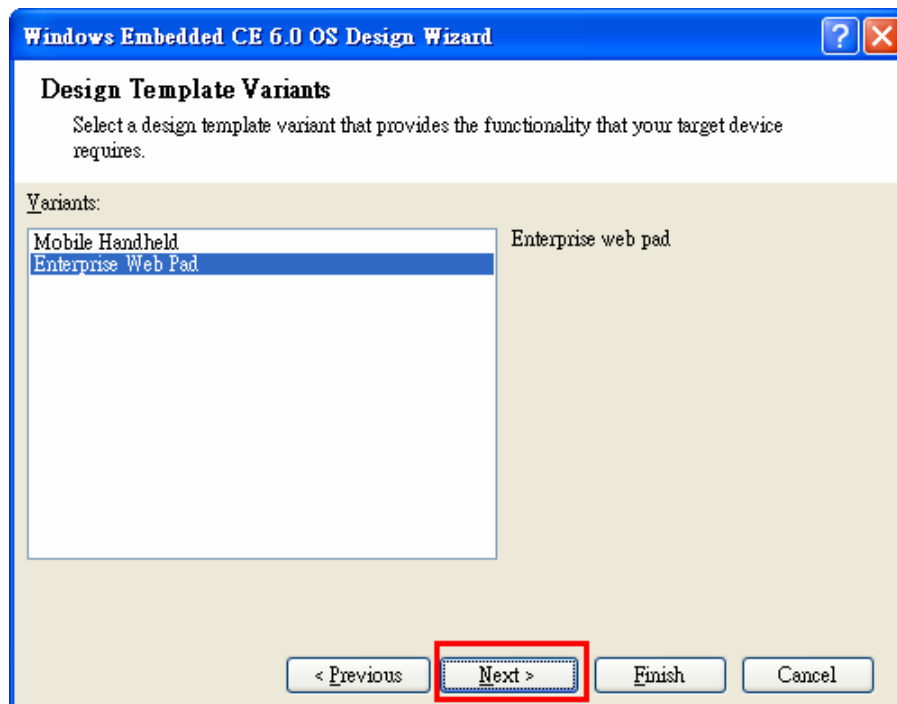 Windows Embedded CE 6.0 OS Design Wizard
Design Template Variants
Select a design template variant that provides the functionality that your target device
requires.
Variants:
Mobile Handheld
Enterprise Web Pad
Enterprise web pad
< Previous
Next >
Finish
Cancel